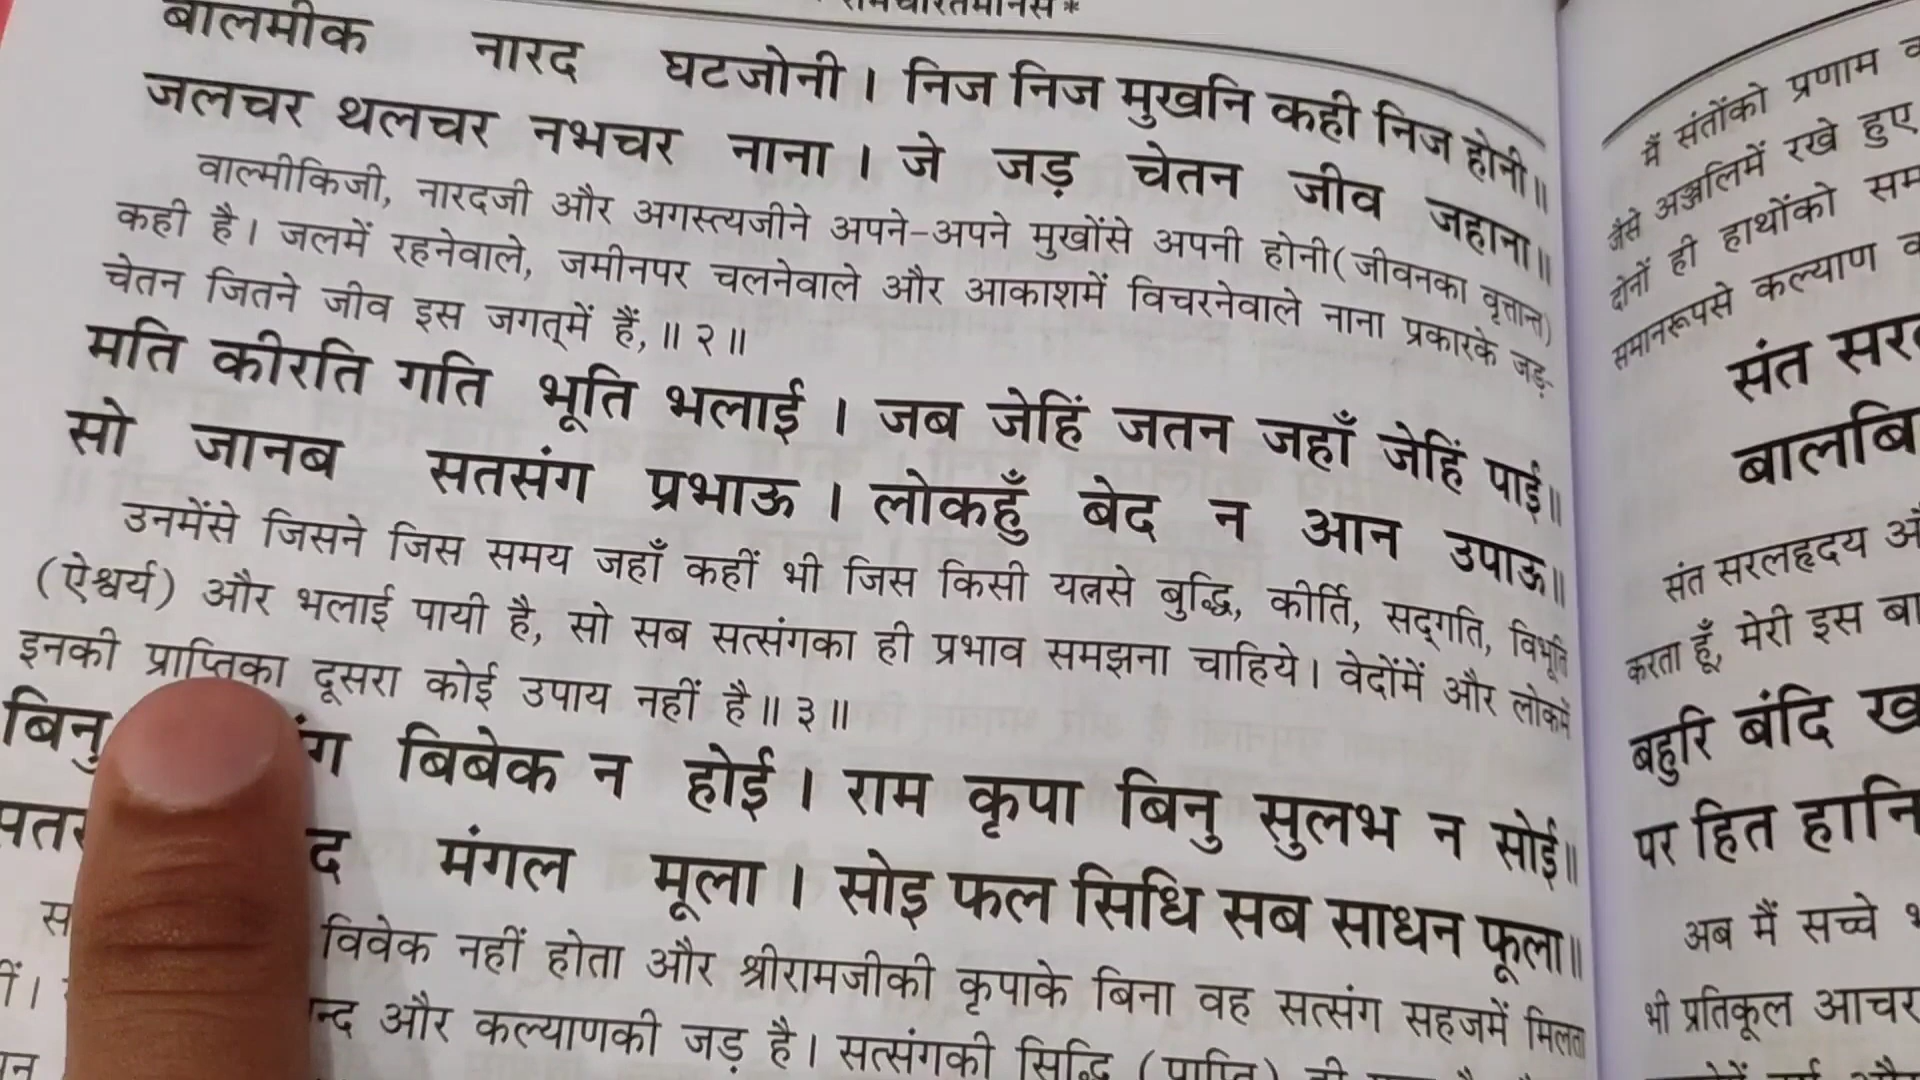 रामचरितमानस *
बालमीक नारद घटजोनी । निज निज मुखनि कही निज होनी ॥
जलचर थलचर नभचर नाना । जे जड़ चेतन जीव जहाना ॥
वाल्मीकिजी, नारदजी और अगस्त्यजीने अपने-अपने मुखोंसे अपनी होनी( जीवनका वृत्तान्त)
कही है। जलमें रहनेवाले, जमीनपर चलनेवाले और आकाशमें विचरनेवाले नाना प्रकारके जड़-
चेतन जितने जीव इस जगत्‌में हैं, ॥ २ ॥
मति कीरति गति भूति भलाई । जब जेहिं जतन जहाँ जेहिं पाई ॥
सो जानब सतसंग प्रभाऊ । लोकहुँ बेद न आन उपाऊ ॥
उनमेंसे जिसने जिस समय जहाँ कहीं भी जिस किसी यत्नसे बुद्धि, कीर्ति, सद्‌गति, विभूति
(ऐश्वर्य) और भलाई पायी है, सो सब सत्संगका ही प्रभाव समझना चाहिये। वेदोंमें और लोकमें
इनकी प्राप्तिका दूसरा कोई उपाय नहीं है ॥ ३ ॥
बिनु बिबेक न होई । राम कृपा बिनु सुलभ न सोई ॥
मंगल मूला । सोइ फल सिधि सब साधन फूला ॥
विवेक नहीं होता और श्रीरामजीकी कृपाके बिना वह सत्संग सहजमें मिलता
और कल्याणकी जड़ है। सत्संगकी सिद्धि (प्राप्ति) ही
मैं संतोंको प्रणाम
जैसे अञ्जलिमें रखे हुए
दोनों ही हाथोंको
समानरूपसे कल्याण
संत
बालबि
संत सरलहृदय
करता हूँ, मेरी इस
बहुरि बंदि
पर हित हानि
अब मैं सच्चे
भी प्रतिकूल